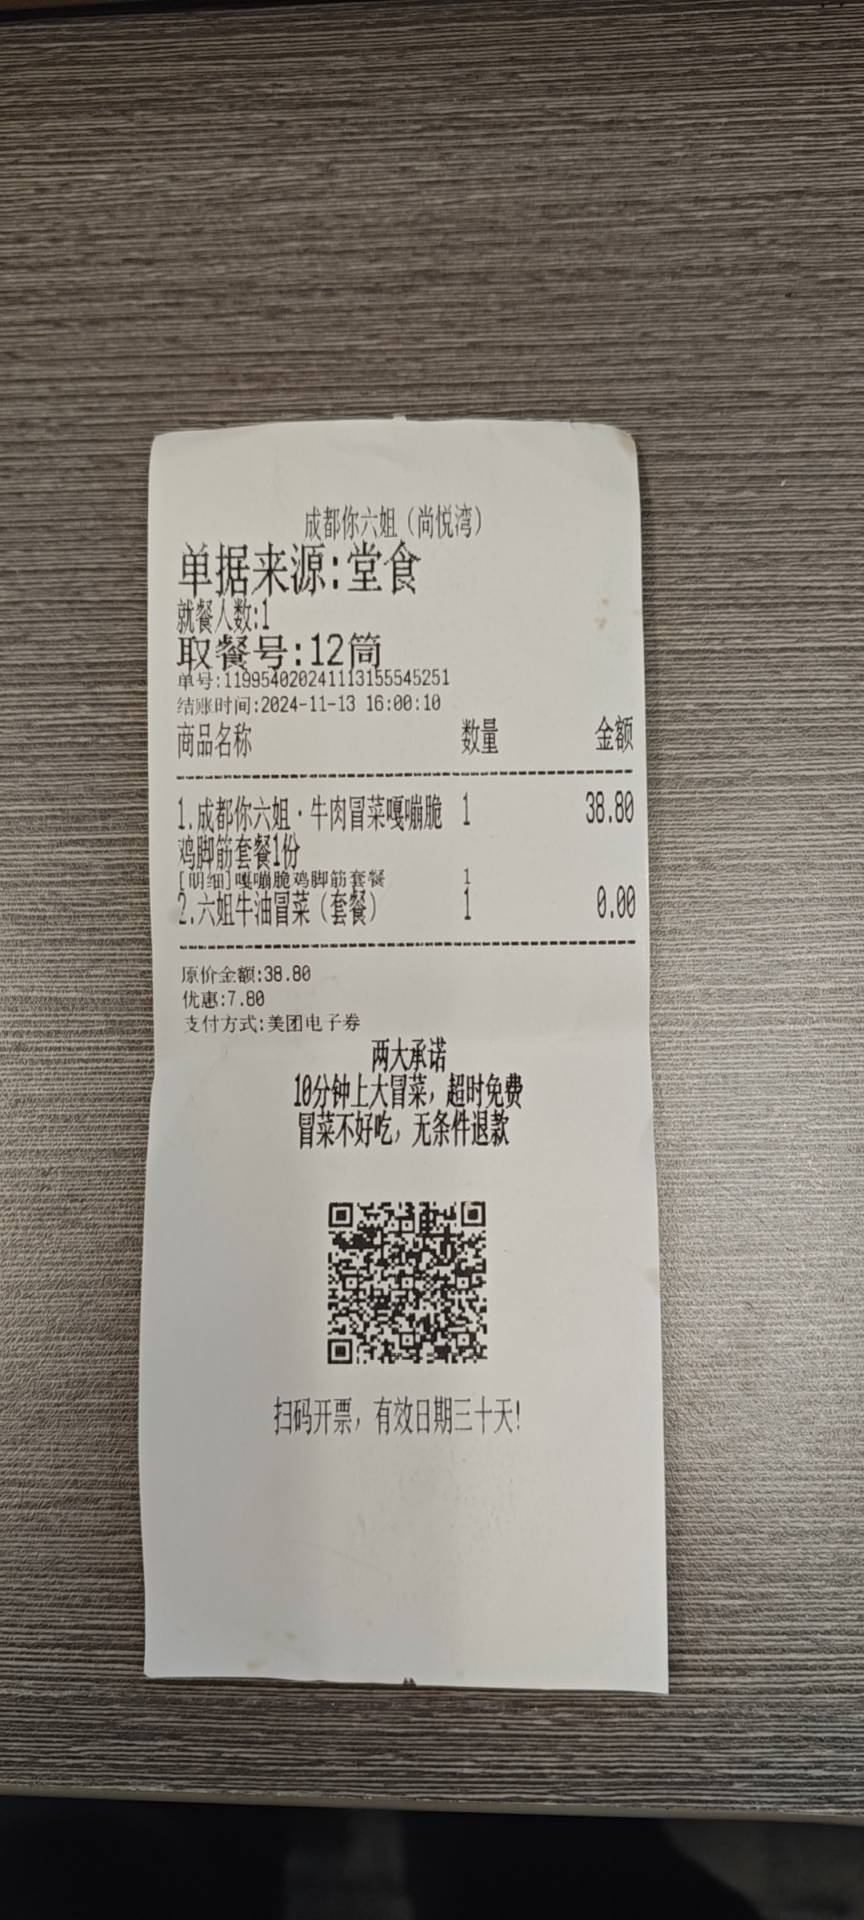 成都你六姐（尚悦湾）
单据来源:堂食
就餐人数:1
取餐号:12筒
单号:119954020241113155545251
结账时间:2024-11-13 16:00:10
商品名称 数量 金额
1.成都你六姐·牛肉冒菜嘎嘣脆 1 38.80
鸡脚筋套餐1份
[明细]嘎嘣脆鸡脚筋套餐 1
2.六姐牛油冒菜（套餐） 1 0.00
原价金额:38.80
优惠:7.80
支付方式:美团电子券
两大承诺
10分钟上大冒菜，超时免费
冒菜不好吃，无条件退款
扫码开票，有效日期三十天!